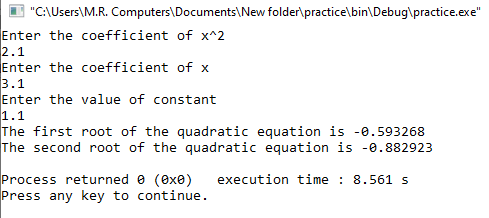 "C:\Users\M.R. Computers\Documents\New folder\practice\bin\Debug\practice.exe"
Enter the coefficient of x^2
2.1
Enter the coefficient of x
3.1
Enter the value of constant
1.1
The first root of the quadratic equation is -0.593268
The second root of the quadratic equation is -0.882923
Process returned 0 (0x0)   execution time : 8.561 s
Press any key to continue.